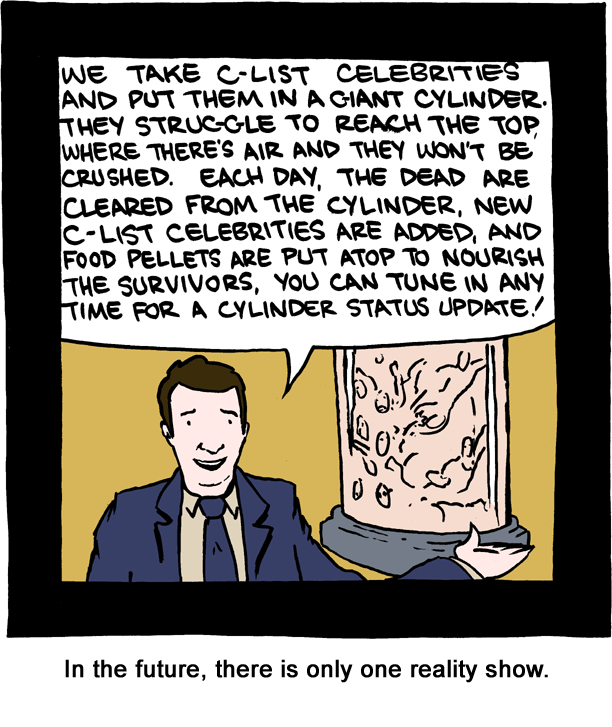 WE TAKE C-LIST CELEBRITIES
AND PUT THEM IN A GIANT CYLINDER.
THEY STRUGGLE TO REACH THE TOP,
WHERE THERE'S AIR AND THEY WON'T BE
CRUSHED. EACH DAY, THE DEAD ARE
CLEARED FROM THE CYLINDER, NEW
C-LIST CELEBRITIES ARE ADDED, AND
FOOD PELLETS ARE PUT ATOP TO NOURISH
THE SURVIVORS, YOU CAN TUNE IN ANY
TIME FOR A CYLINDER STATUS UPDATE!
In the future, there is only one reality show.